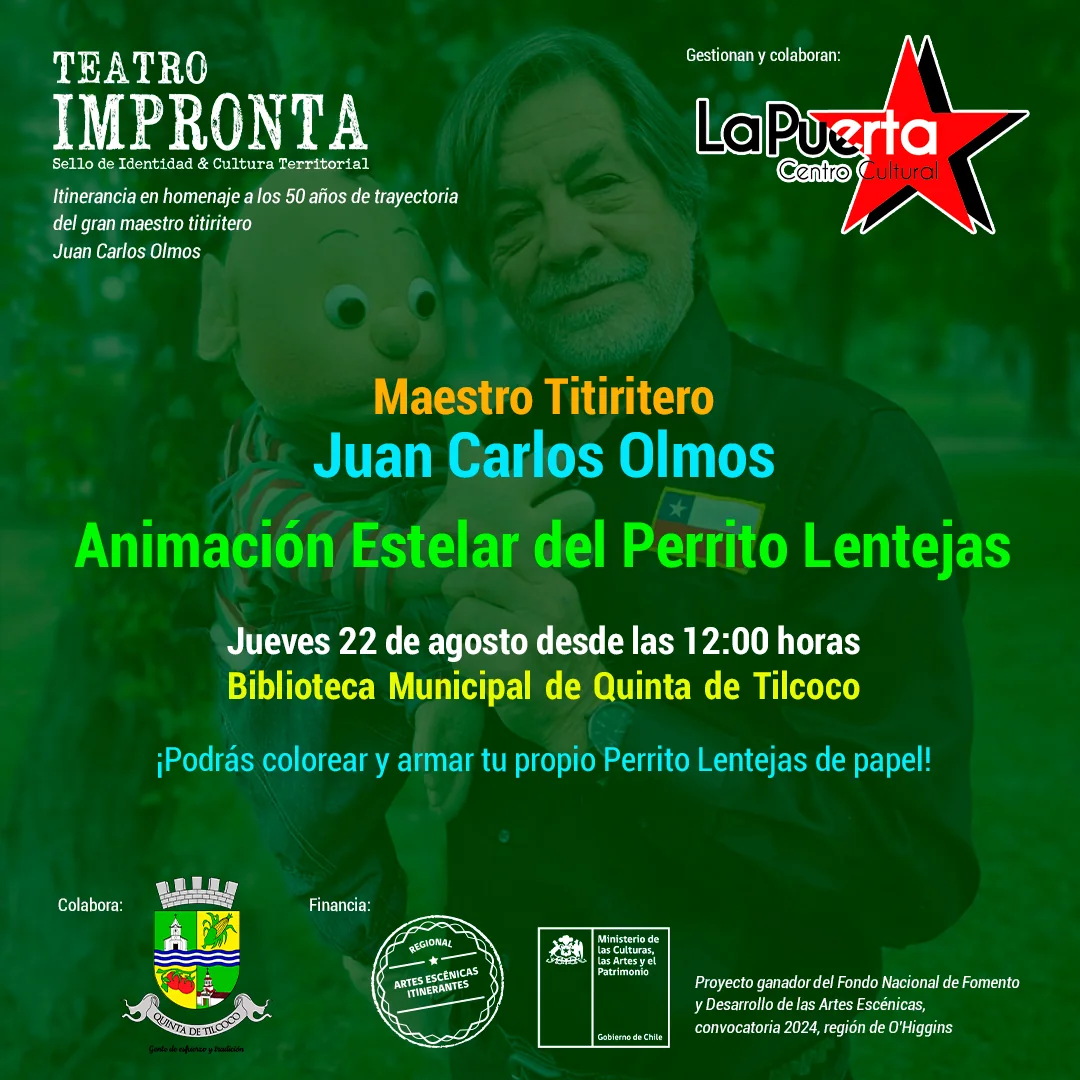 TEATRO
IMPRONTA
Sello de Identidad & Cultura Territorial
Itinerancia en homenaje a los 50 años de trayectoria
del gran maestro titiritero
Juan Carlos Olmos
Gestionan y colaboran:
LaPuerta
Centro Cultural
Maestro Titiritero
Juan Carlos Olmos
Animación Estelar del Perrito Lentejas
Jueves 22 de agosto desde las 12:00 horas
Biblioteca Municipal de Quinta de Tilcoco
¡Podrás colorear y armar tu propio Perrito Lentejas de papel!
Colabora:
QUINTA DE TILCOCO
Gente de esfuerzo y tradición
Financia:
REGIONAL
ARTES ESCÉNICAS
ITINERANTES
Ministerio de
las Culturas,
las Artes y el
Patrimonio
Gobierno de Chile
Proyecto ganador del Fondo Nacional de Fomento
y Desarrollo de las Artes Escénicas,
convocatoria 2024, región de O'Higgins